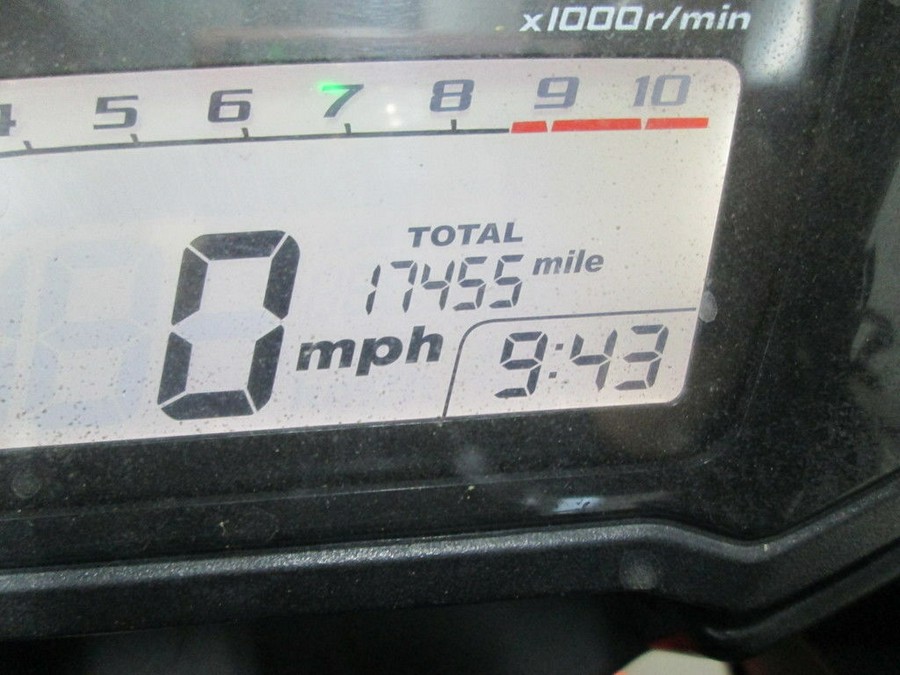 x1000r/min
4 5 6 7 8 9 10
TOTAL
17455 mile
0 mph
9:43